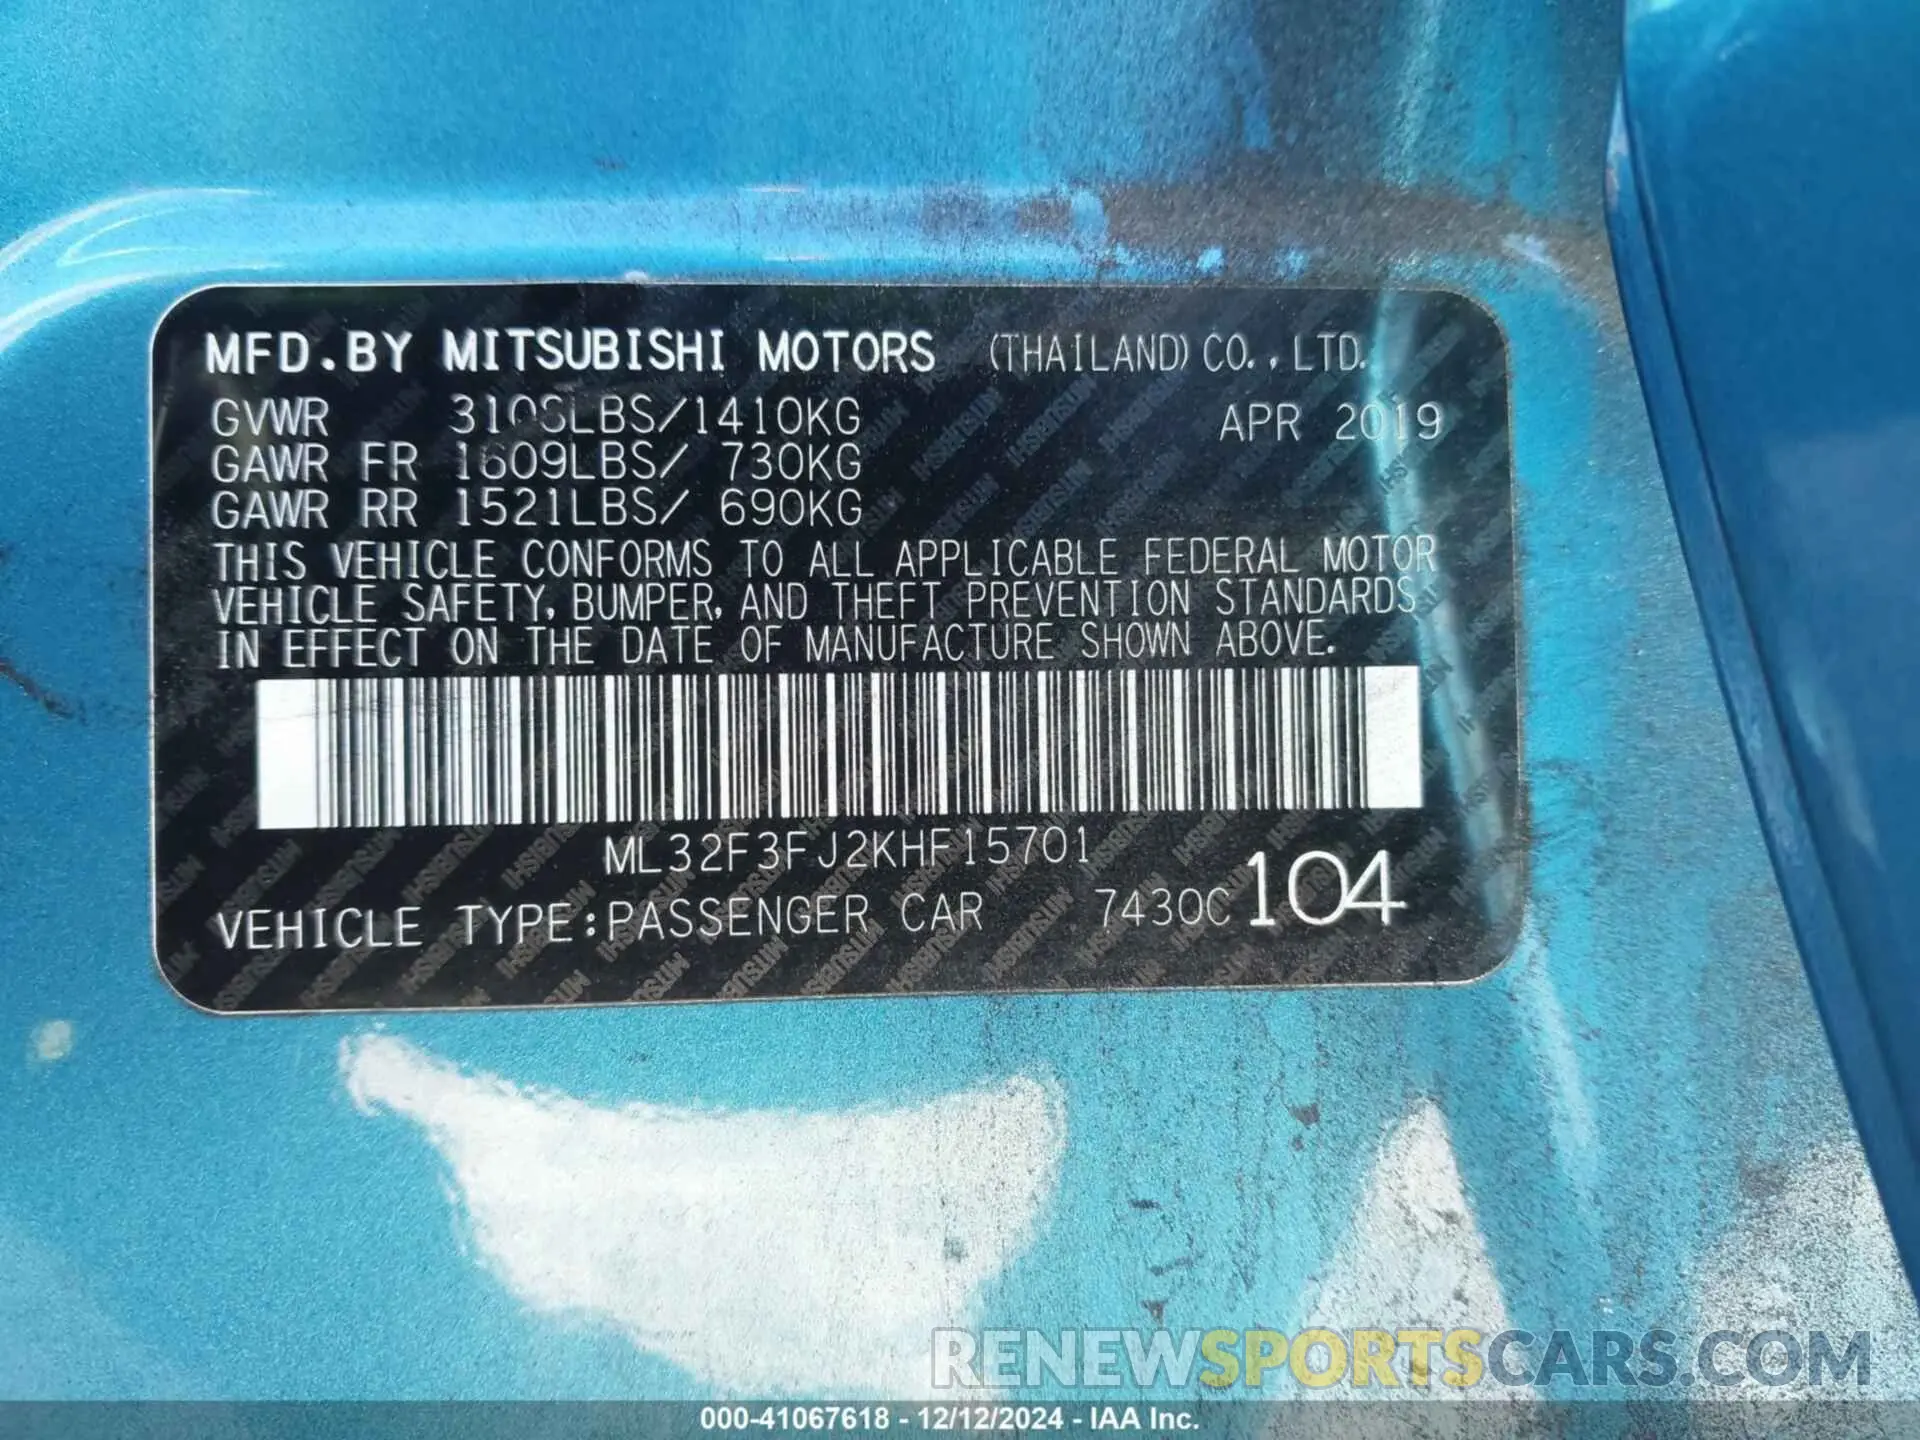 MFD.BY MITSUBISHI MOTORS (THAILAND) CO., LTD.
GVWR 3108LBS/1410KG APR 2019
GAWR FR 1609LBS/ 730KG
GAWR RR 1521LBS/ 690KG
THIS VEHICLE CONFORMS TO ALL APPLICABLE FEDERAL MOTOR
VEHICLE SAFETY, BUMPER, AND THEFT PREVENTION STANDARDS
IN EFFECT ON THE DATE OF MANUFACTURE SHOWN ABOVE.
ML32F3FJ2KHF15701
VEHICLE TYPE:PASSENGER CAR 7430C 104
RENEWSPORTSCARS.COM
000-41067618 - 12/12/2024 - IAA Inc.